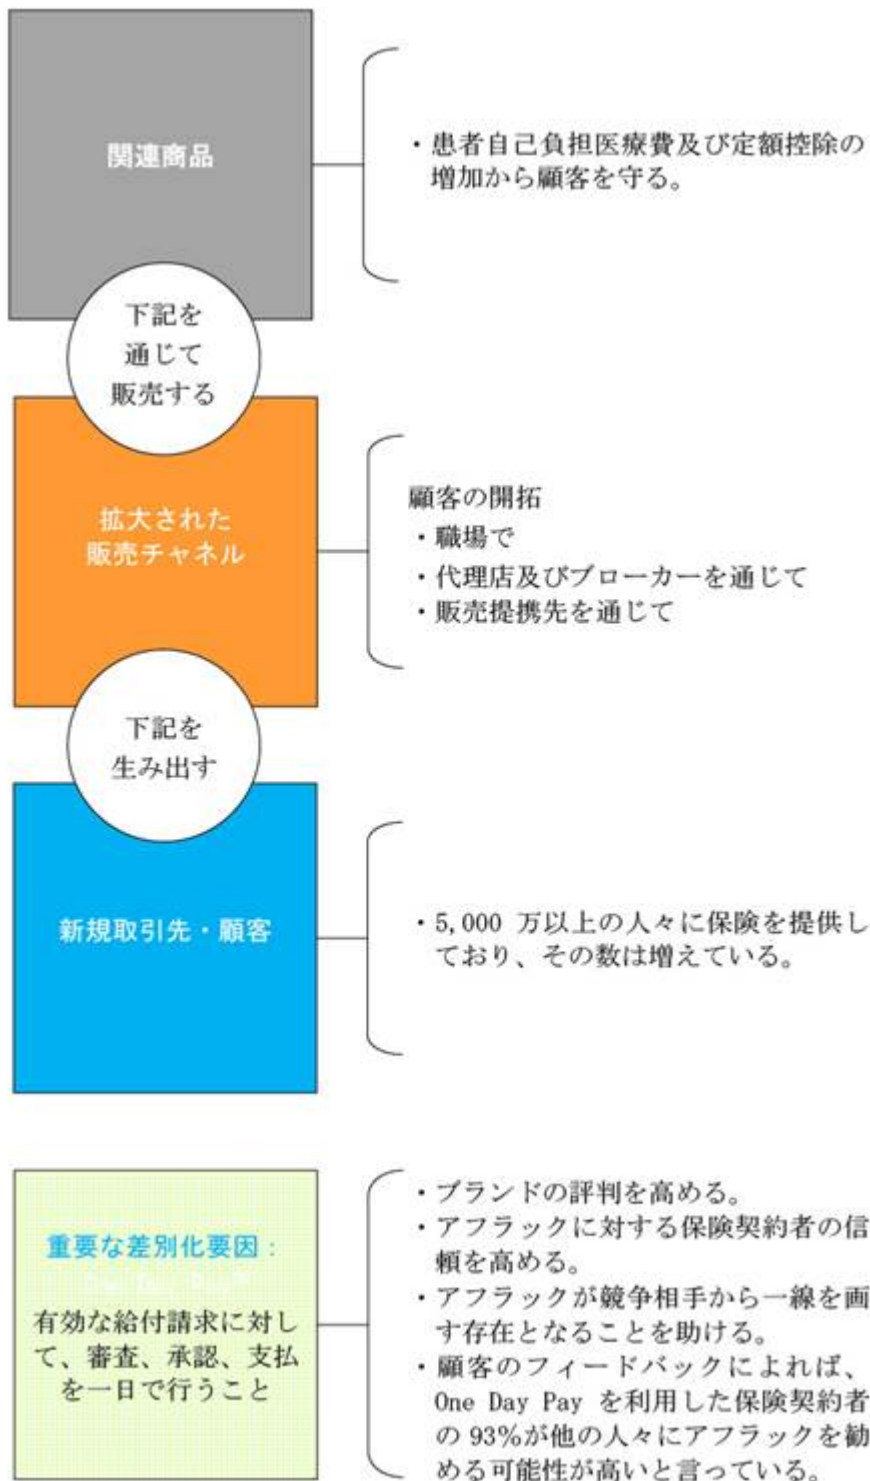 関連商品
・患者自己負担医療費及び定額控除の
増加から顧客を守る。
下記を
通じて
販売する
拡大された
販売チャネル
顧客の開拓
・職場で
・代理店及びブローカーを通じて
・販売提携先を通じて
下記を
生み出す
新規取引先・顧客
・5,000 万以上の人々に保険を提供し
ており、その数は増えている。
重要な差別化要因：
有効な給付請求に対し
て、審査、承認、支払
を一日で行うこと
・ブランドの評判を高める。
・アフラックに対する保険契約者の信
頼を高める。
・アフラックが競争相手から一線を画
す存在となることを助ける。
・顧客のフィードバックによれば、
One Day Pay を利用した保険契約者
の 93％が他の人々にアフラックを勧
める可能性が高いと言っている。